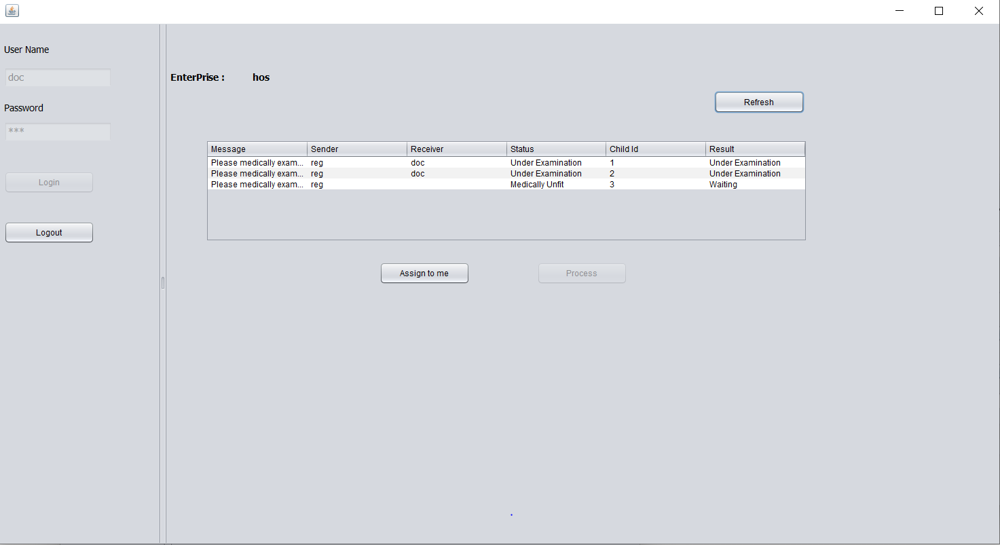 User Name
doc
Password
***
Login
Logout
EnterPrise : hos
Refresh
Message Sender Receiver Status Child Id Result
Please medically exam... reg doc Under Examination 1 Under Examination
Please medically exam... reg doc Under Examination 2 Under Examination
Please medically exam... reg Medically Unfit 3 Waiting
Assign to me Process